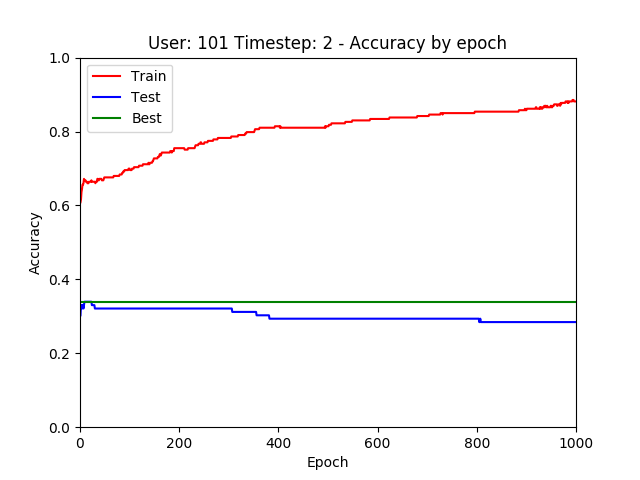 User: 101 Timestep: 2 - Accuracy by epoch
Train
Test
Best
Accuracy
1.0
0.8
0.6
0.4
0.2
0.0
0 200 400 600 800 1000
Epoch